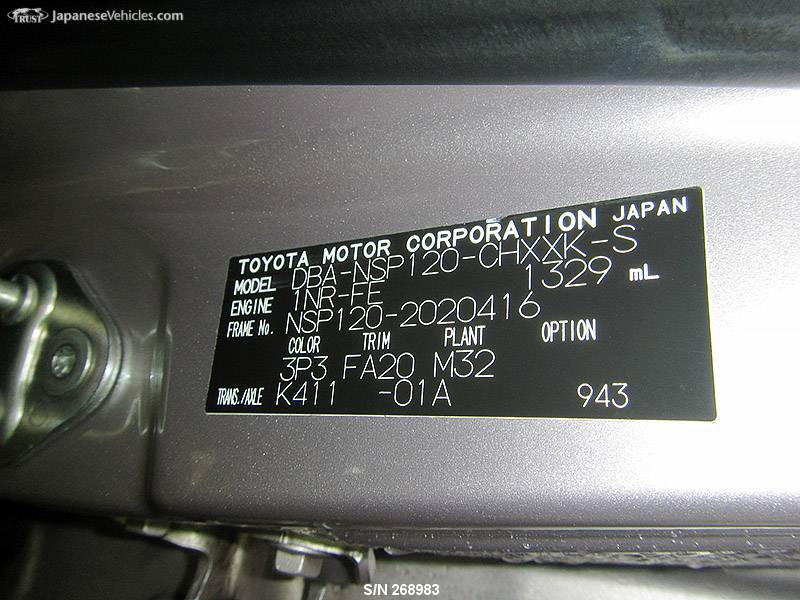 TRUST JapaneseVehicles.com
TOYOTA MOTOR CORPORATION JAPAN
MODEL DBA-NSP120-CHXXK-S
ENGINE 1NR-FE 1329 mL
FRAME No. NSP120-2020416
COLOR TRIM PLANT OPTION
3P3 FA20 M32
TRANS./AXLE K411 -01A 943
S/N 268983